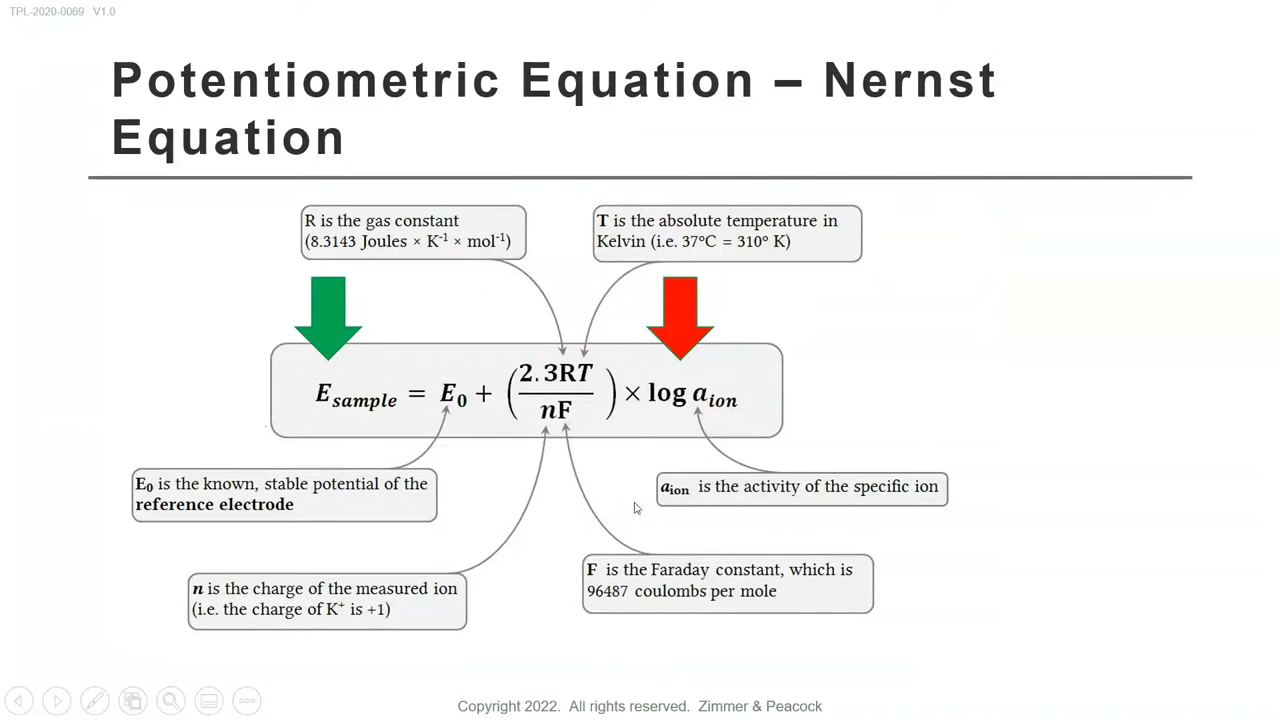 TPL-2020-0069 V1.0
Potentiometric Equation – Nernst
Equation
R is the gas constant
(8.3143 Joules × K⁻¹ × mol⁻¹)
T is the absolute temperature in
Kelvin (i.e. 37°C = 310° K)
E_sample = E₀ + (2.3RT / nF) × log a_ion
E₀ is the known, stable potential of the
reference electrode
a_ion is the activity of the specific ion
n is the charge of the measured ion
(i.e. the charge of K⁺ is +1)
F is the Faraday constant, which is
96487 coulombs per mole
Copyright 2022. All rights reserved. Zimmer & Peacock